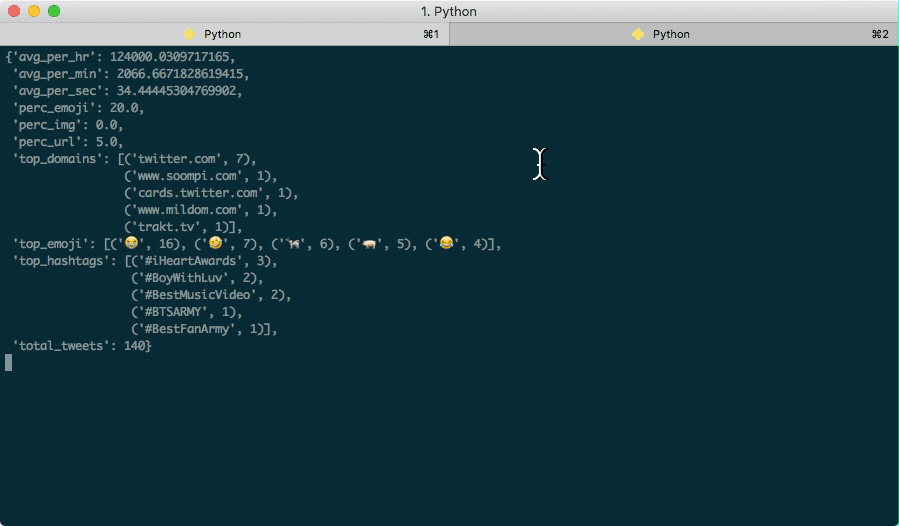 1. Python
Python ⌘1 Python ⌘2
{'avg_per_hr': 124000.0309717165,
'avg_per_min': 2066.6671828619415,
'avg_per_sec': 34.44445304769902,
'perc_emoji': 20.0,
'perc_img': 0.0,
'perc_url': 5.0,
'top_domains': [('twitter.com', 7),
('www.soompi.com', 1),
('cards.twitter.com', 1),
('www.mildom.com', 1),
('trakt.tv', 1)],
'top_emoji': [('😭', 16), ('🤣', 7), ('🐄', 6), ('🐖', 5), ('😂', 4)],
'top_hashtags': [('#iHeartAwards', 3),
('#BoyWithLuv', 2),
('#BestMusicVideo', 2),
('#BTSARMY', 1),
('#BestFanArmy', 1)],
'total_tweets': 140}